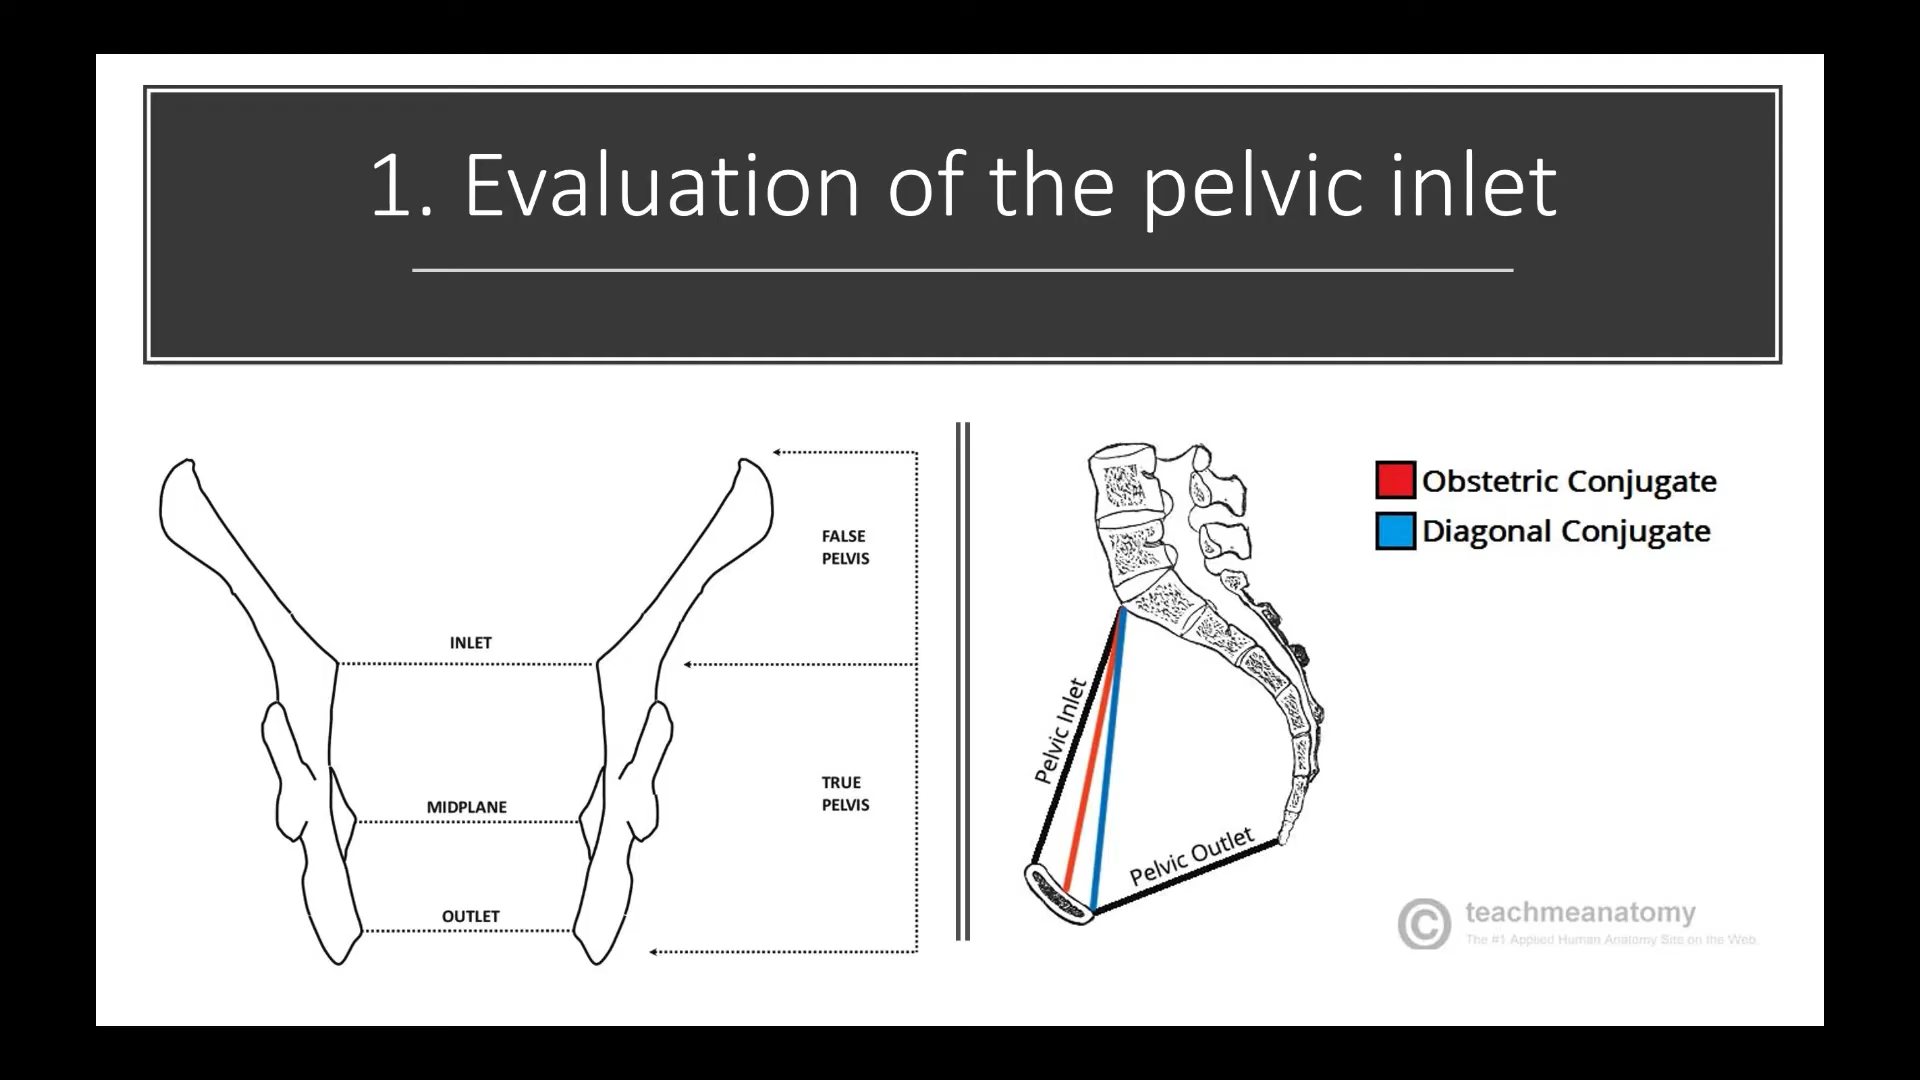 1. Evaluation of the pelvic inlet
FALSE
PELVIS
INLET
MIDPLANE
TRUE
PELVIS
OUTLET
Pelvic Inlet
Pelvic Outlet
Obstetric Conjugate
Diagonal Conjugate
© teachmeanatomy
The #1 Applied Human Anatomy Site on the Web.